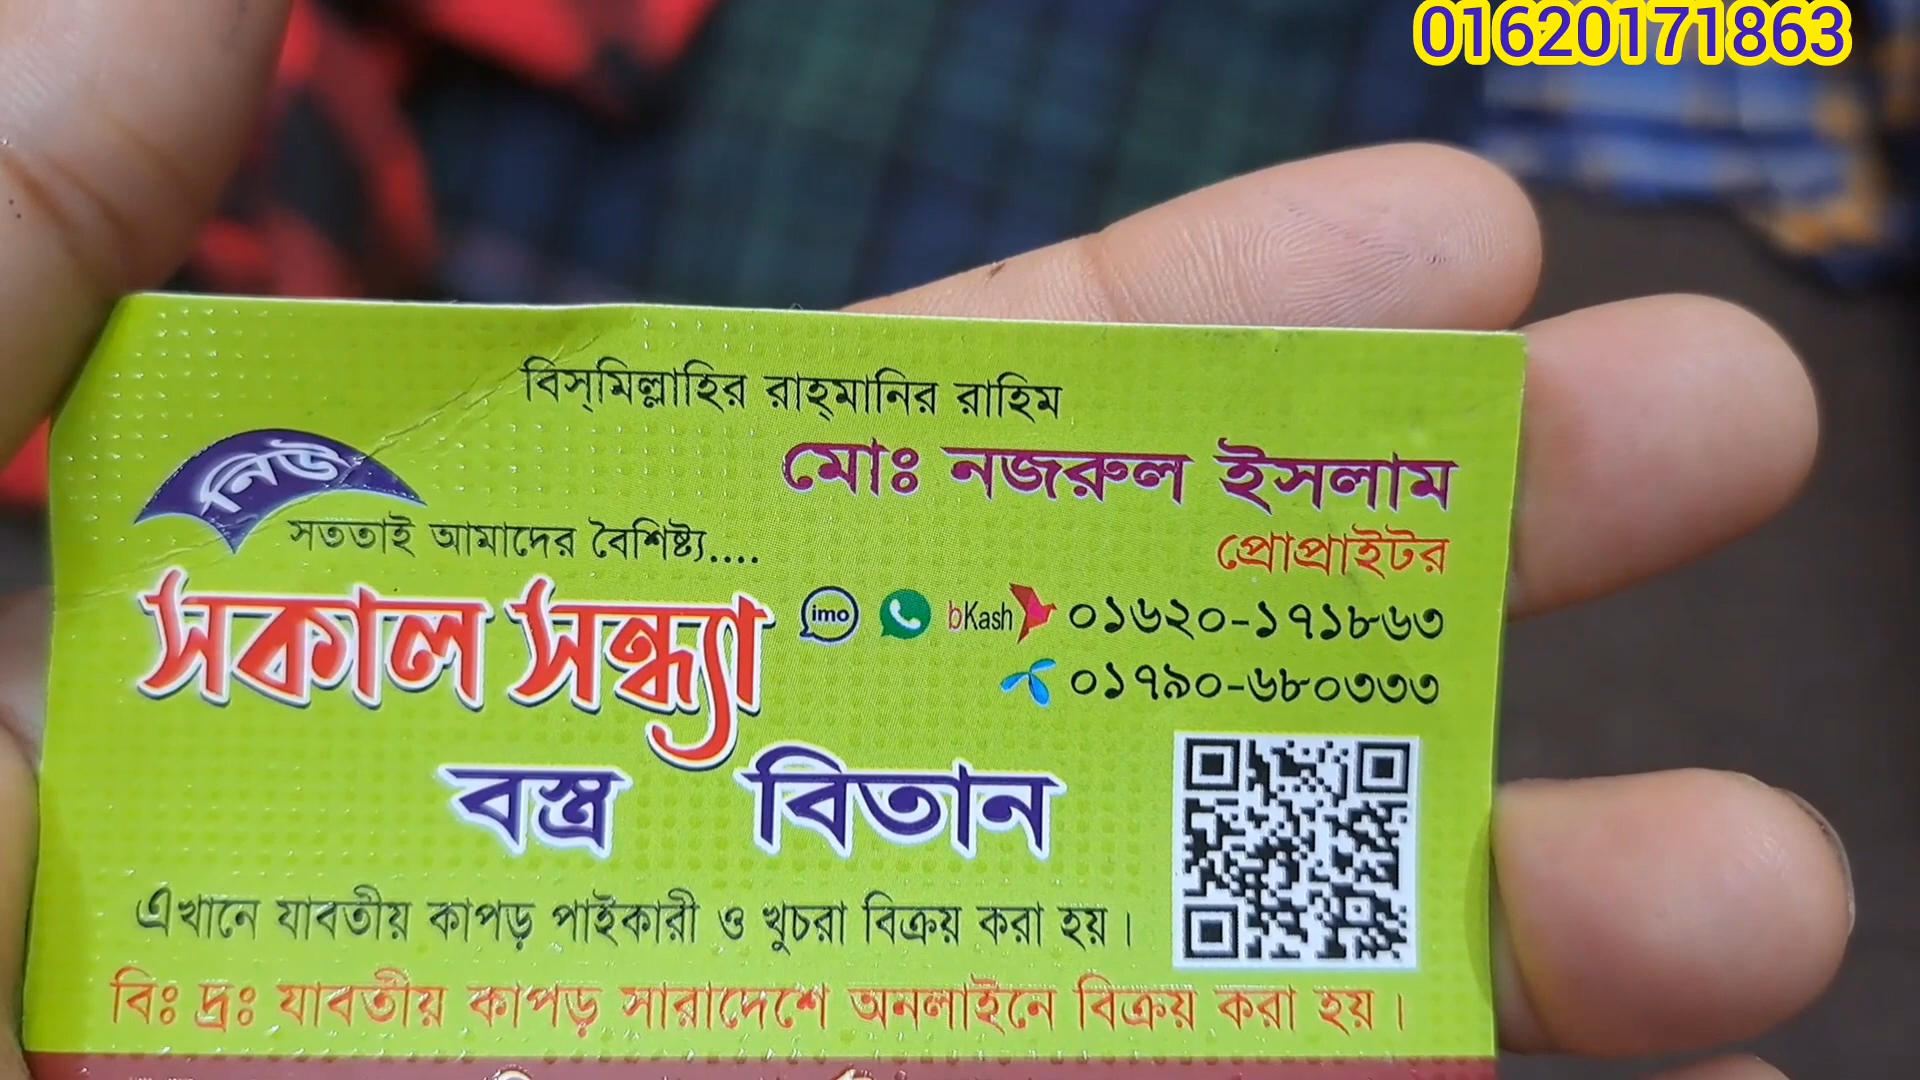 01620171863
বিস্‌মিল্লাহির রাহ্‌মানির রাহিম
নিউ
মোঃ নজরুল ইসলাম
সততাই আমাদের বৈশিষ্ট্য....
প্রোপ্রাইটর
সকাল সন্ধ্যা
imo bKash ০১৬২০-১৭১৮৬৩
০১৭৯০-৬৮০৩৩৩
বস্ত্র বিতান
এখানে যাবতীয় কাপড় পাইকারী ও খুচরা বিক্রয় করা হয়।
বিঃ দ্রঃ যাবতীয় কাপড় সারাদেশে অনলাইনে বিক্রয় করা হয়।